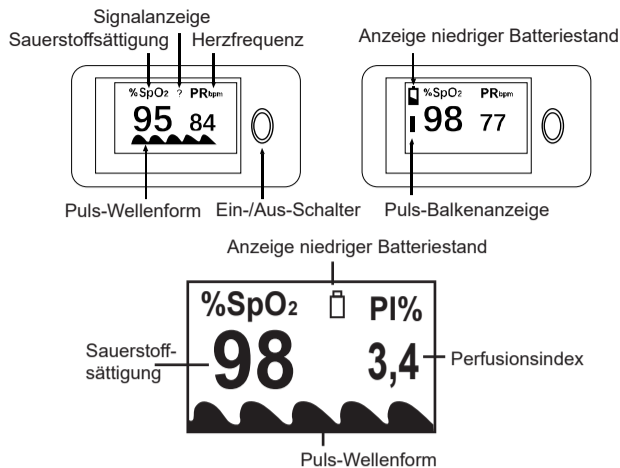 Signalanzeige
Sauerstoffsättigung Herzfrequenz
%SpO2 ? PRbpm
95 84
Puls-Wellenform Ein-/Aus-Schalter
Anzeige niedriger Batteriestand
%SpO2 PRbpm
98 77
Puls-Balkenanzeige
Anzeige niedriger Batteriestand
%SpO2 PI%
Sauerstoff-
sättigung
98 3,4
Perfusionsindex
Puls-Wellenform